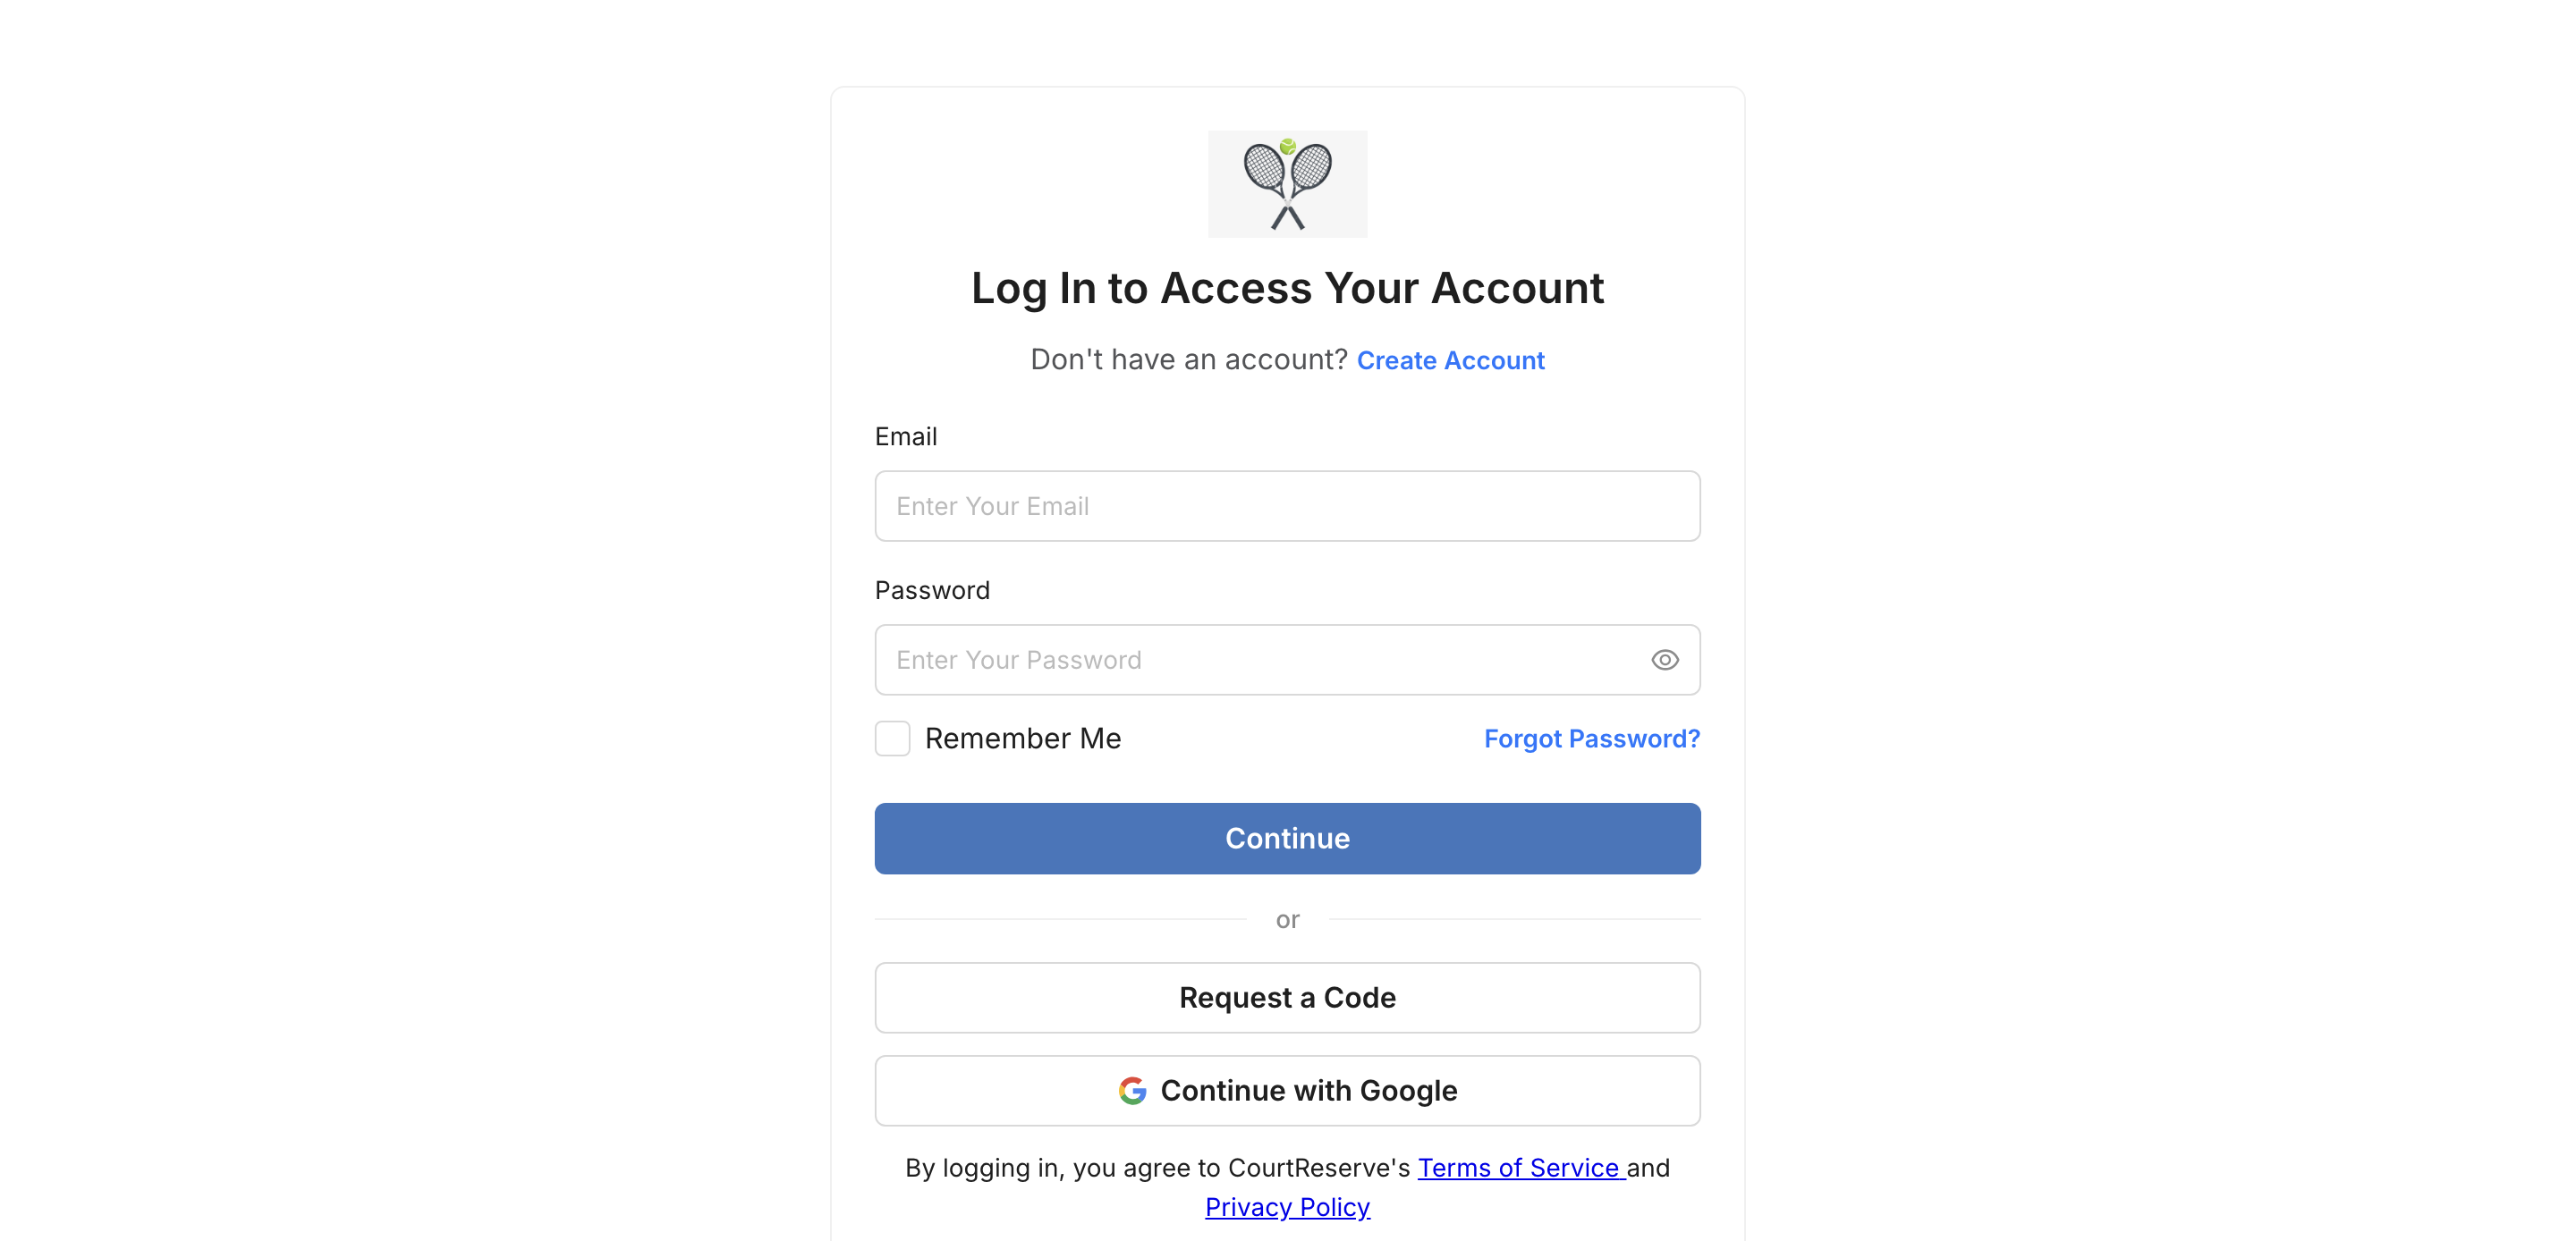 Log In to Access Your Account
Don't have an account? Create Account
Email
Enter Your Email
Password
Enter Your Password
Remember Me
Forgot Password?
Continue
or
Request a Code
Continue with Google
By logging in, you agree to CourtReserve's Terms of Service and
Privacy Policy